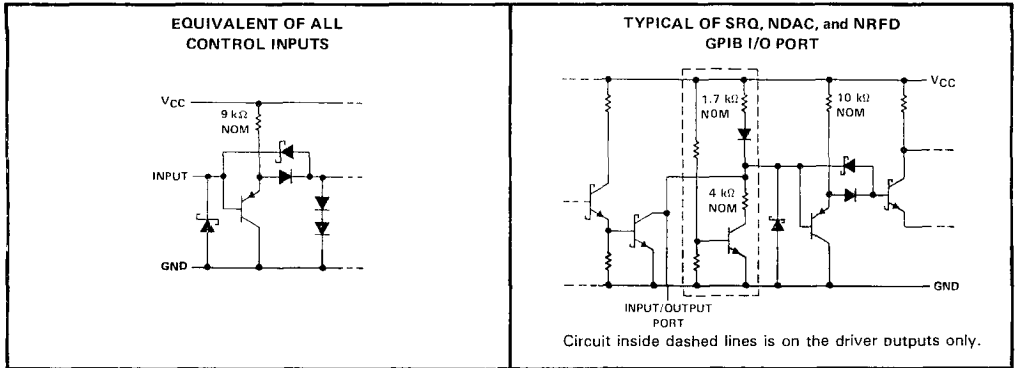 EQUIVALENT OF ALL
CONTROL INPUTS
VCC
9 kΩ
NOM
INPUT
GND
TYPICAL OF SRQ, NDAC, and NRFD
GPIB I/O PORT
VCC
1.7 kΩ
NOM
10 kΩ
NOM
4 kΩ
NOM
GND
INPUT/OUTPUT
PORT
Circuit inside dashed lines is on the driver outputs only.